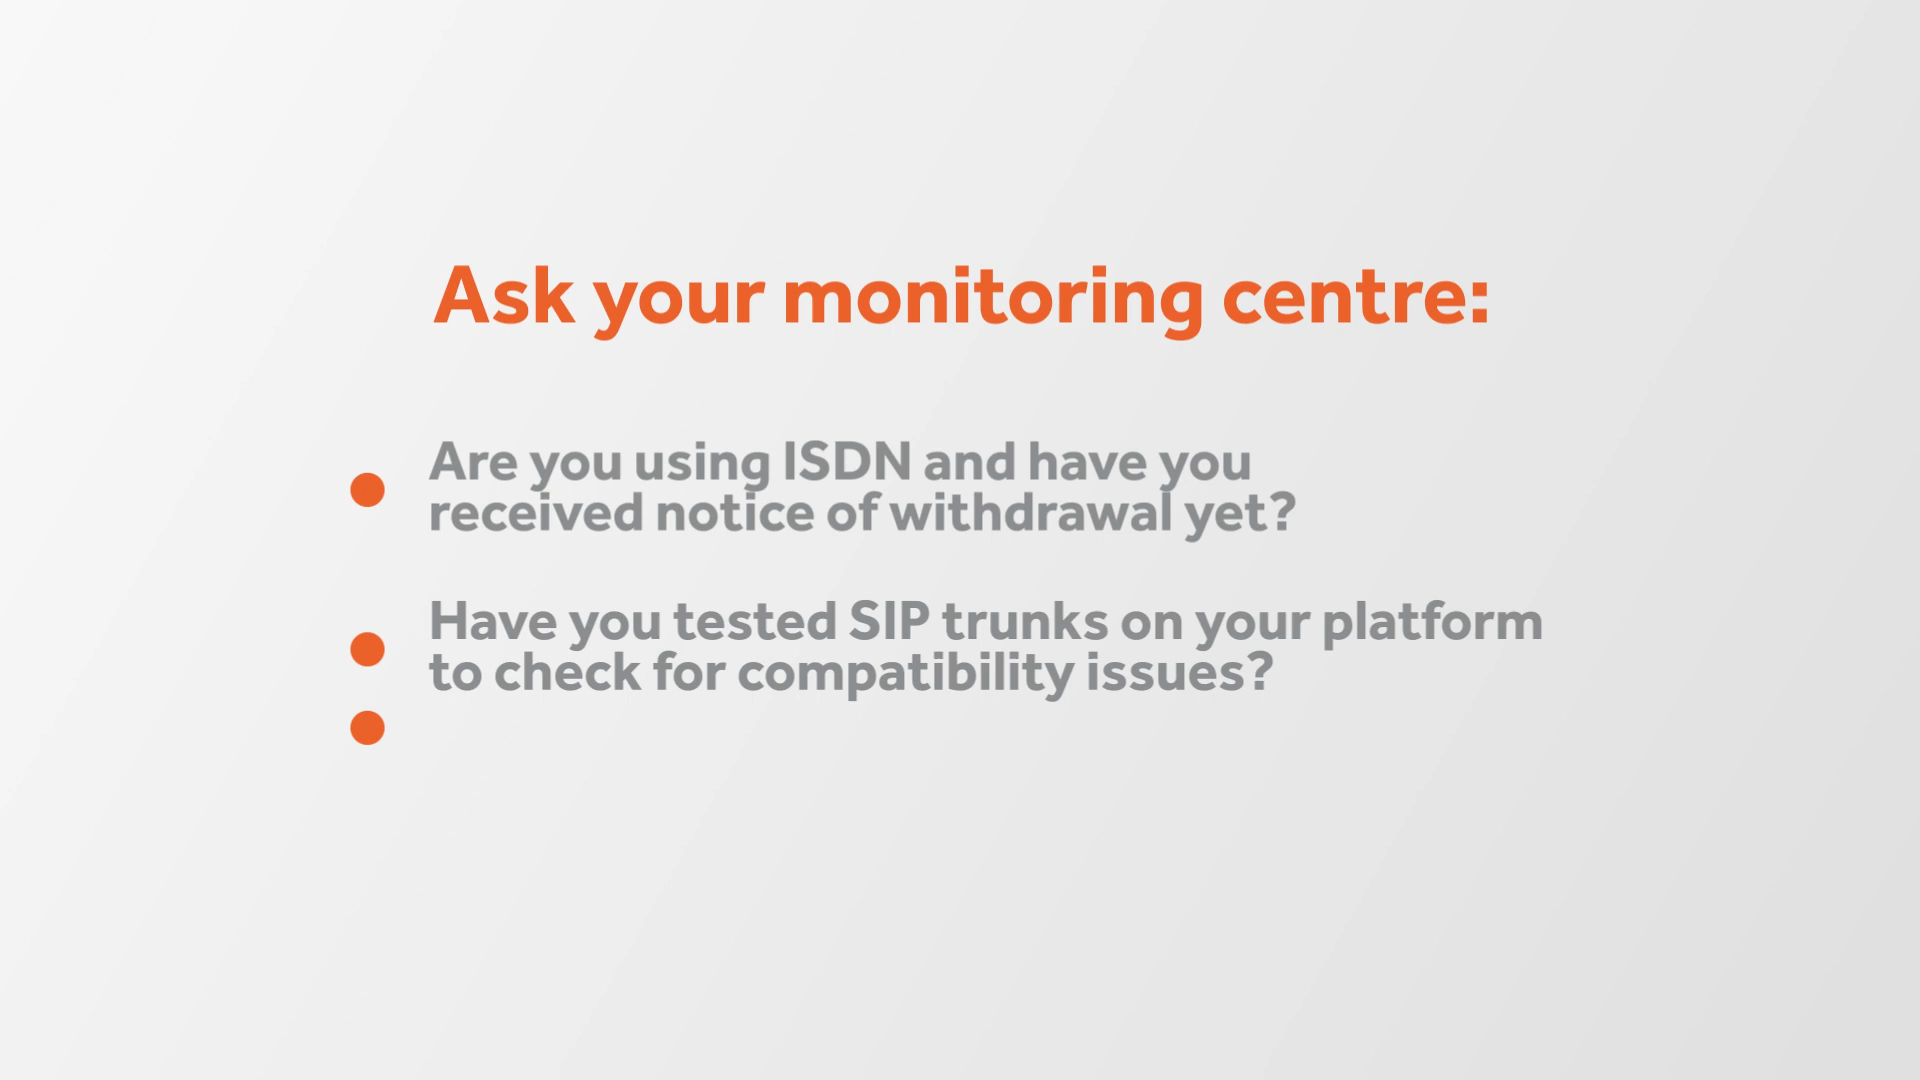 Ask your monitoring centre:
Are you using ISDN and have you
received notice of withdrawal yet?
Have you tested SIP trunks on your platform
to check for compatibility issues?